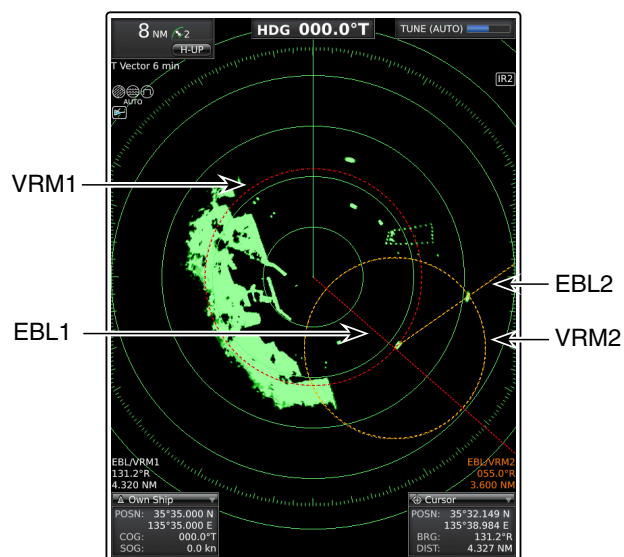 8 NM 2
HDG 000.0°T
TUNE (AUTO)
H-UP
T Vector 6 min
IR2
AUTO
VRM1
EBL2
EBL1
VRM2
EBL/VRM1
131.2°R
4.320 NM
EBL/VRM2
055.0°R
3.600 NM
Own Ship
POSN: 35°35.000 N
135°35.000 E
COG: 000.0°T
SOG: 0.0 kn
Cursor
POSN: 35°32.149 N
135°38.984 E
BRG: 131.2°R
DIST: 4.327 NM